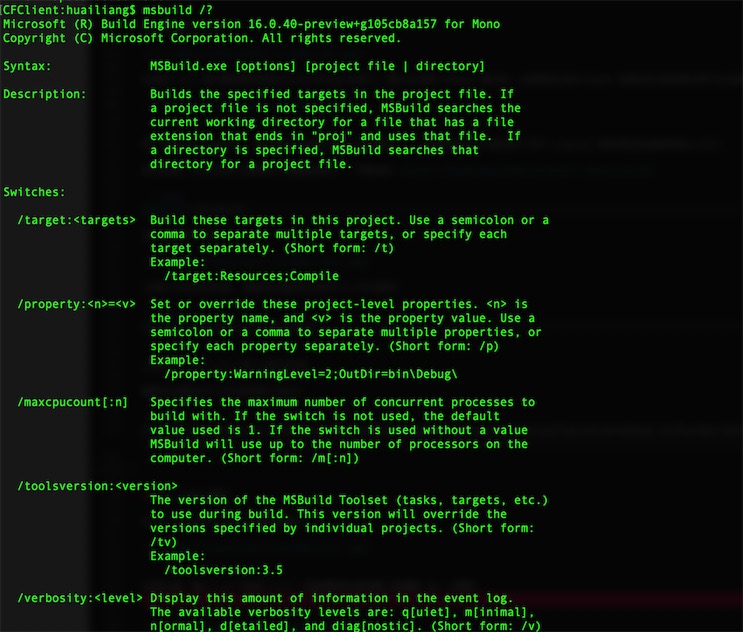 [CFClient:huailiang$ msbuild /?
Microsoft (R) Build Engine version 16.0.40-preview+g105cb8a157 for Mono
Copyright (C) Microsoft Corporation. All rights reserved.
Syntax: MSBuild.exe [options] [project file | directory]
Description: Builds the specified targets in the project file. If
a project file is not specified, MSBuild searches the
current working directory for a file that has a file
extension that ends in "proj" and uses that file.  If
a directory is specified, MSBuild searches that
directory for a project file.
Switches:
/target:<targets> Build these targets in this project. Use a semicolon or a
comma to separate multiple targets, or specify each
target separately. (Short form: /t)
Example:
/target:Resources;Compile
/property:<n>=<v> Set or override these project-level properties. <n> is
the property name, and <v> is the property value. Use a
semicolon or a comma to separate multiple properties, or
specify each property separately. (Short form: /p)
Example:
/property:WarningLevel=2;OutDir=bin\Debug\
/maxcpucount[:n] Specifies the maximum number of concurrent processes to
build with. If the switch is not used, the default
value used is 1. If the switch is used without a value
MSBuild will use up to the number of processors on the
computer. (Short form: /m[:n])
/toolsversion:<version>
The version of the MSBuild Toolset (tasks, targets, etc.)
to use during build. This version will override the
versions specified by individual projects. (Short form:
/tv)
Example:
/toolsversion:3.5
/verbosity:<level> Display this amount of information in the event log.
The available verbosity levels are: q[uiet], m[inimal],
n[ormal], d[etailed], and diag[nostic]. (Short form: /v)